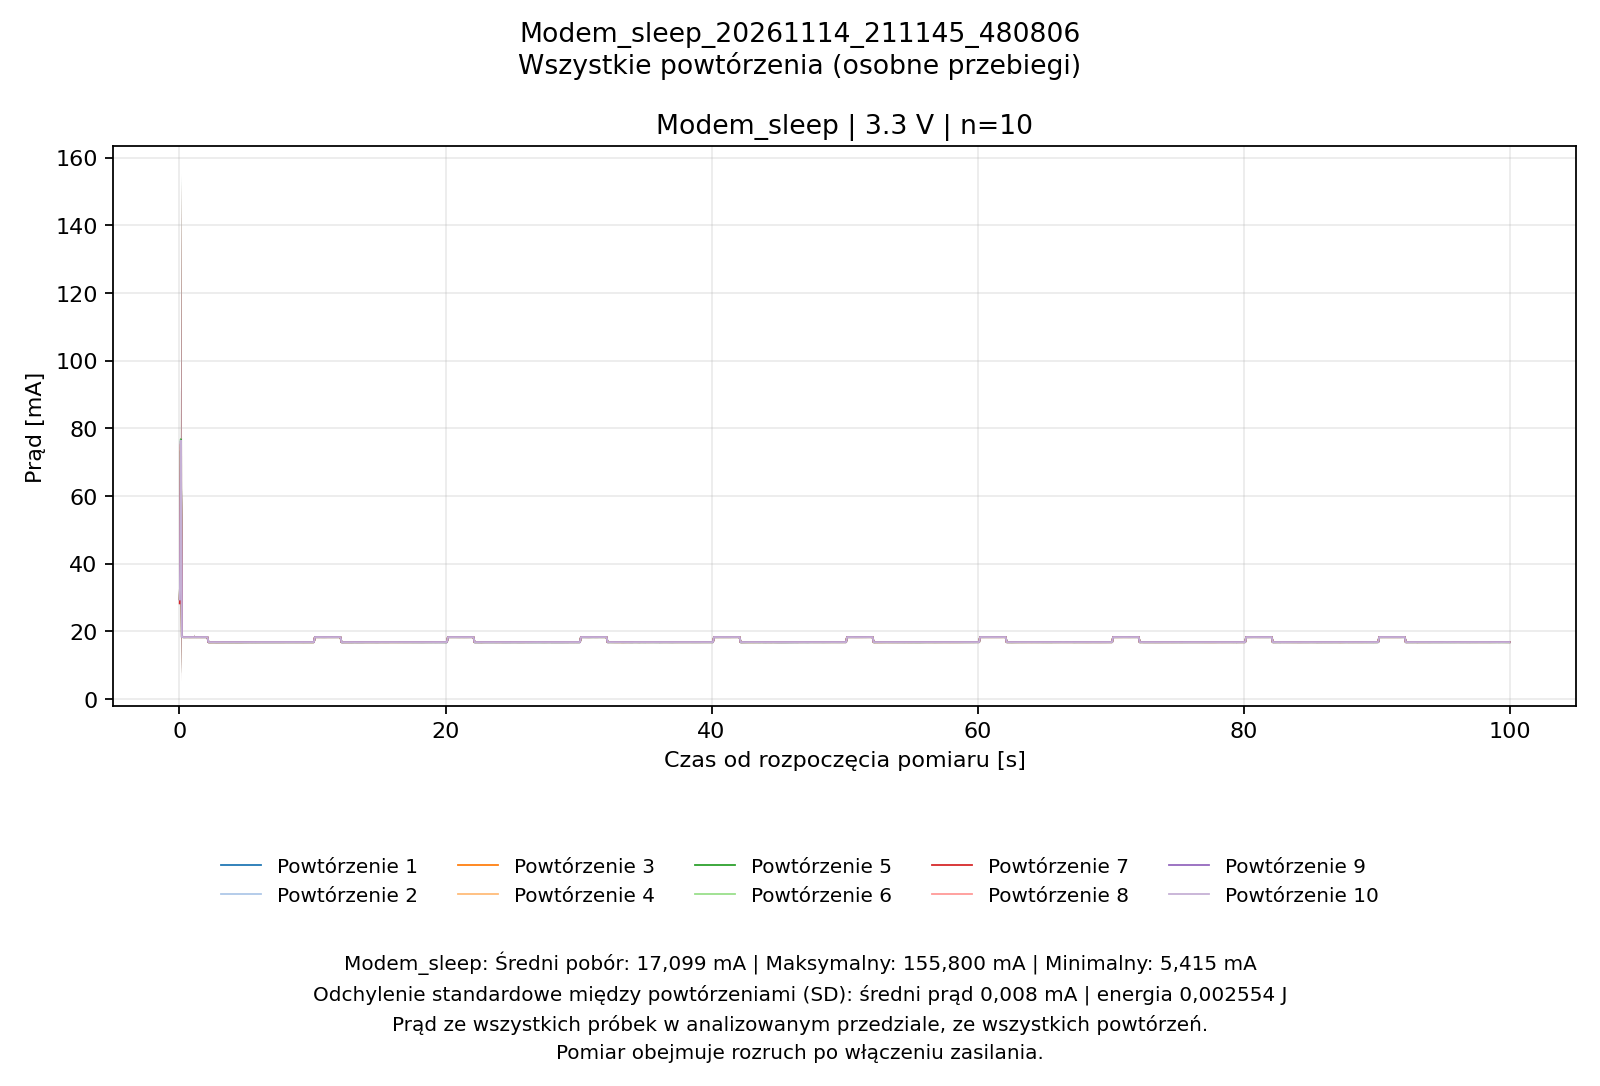 Modem_sleep_20261114_211145_480806
Wszystkie powtórzenia (osobne przebiegi)
Modem_sleep | 3.3 V | n=10
160
140
120
100
80
60
40
20
0
Prąd [mA]
0 20 40 60 80 100
Czas od rozpoczęcia pomiaru [s]
Powtórzenie 1 Powtórzenie 3 Powtórzenie 5 Powtórzenie 7 Powtórzenie 9
Powtórzenie 2 Powtórzenie 4 Powtórzenie 6 Powtórzenie 8 Powtórzenie 10
Modem_sleep: Średni pobór: 17,099 mA | Maksymalny: 155,800 mA | Minimalny: 5,415 mA
Odchylenie standardowe między powtórzeniami (SD): średni prąd 0,008 mA | energia 0,002554 J
Prąd ze wszystkich próbek w analizowanym przedziale, ze wszystkich powtórzeń.
Pomiar obejmuje rozruch po włączeniu zasilania.